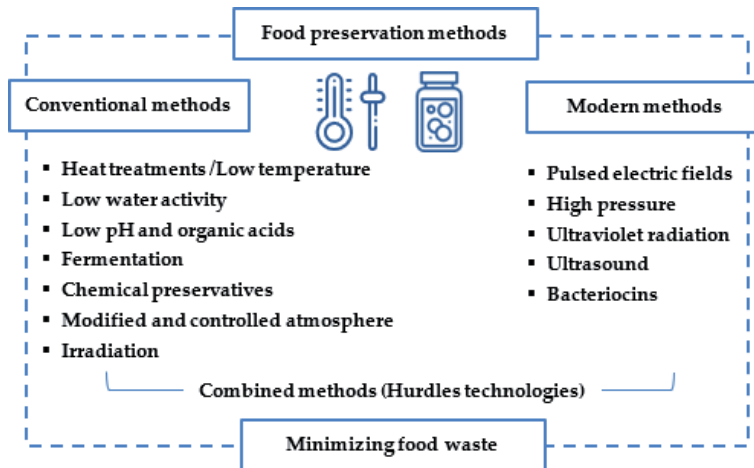 Food preservation methods
Conventional methods
Modern methods
▪ Heat treatments /Low temperature
▪ Low water activity
▪ Low pH and organic acids
▪ Fermentation
▪ Chemical preservatives
▪ Modified and controlled atmosphere
▪ Irradiation
▪ Pulsed electric fields
▪ High pressure
▪ Ultraviolet radiation
▪ Ultrasound
▪ Bacteriocins
Combined methods (Hurdles technologies)
Minimizing food waste